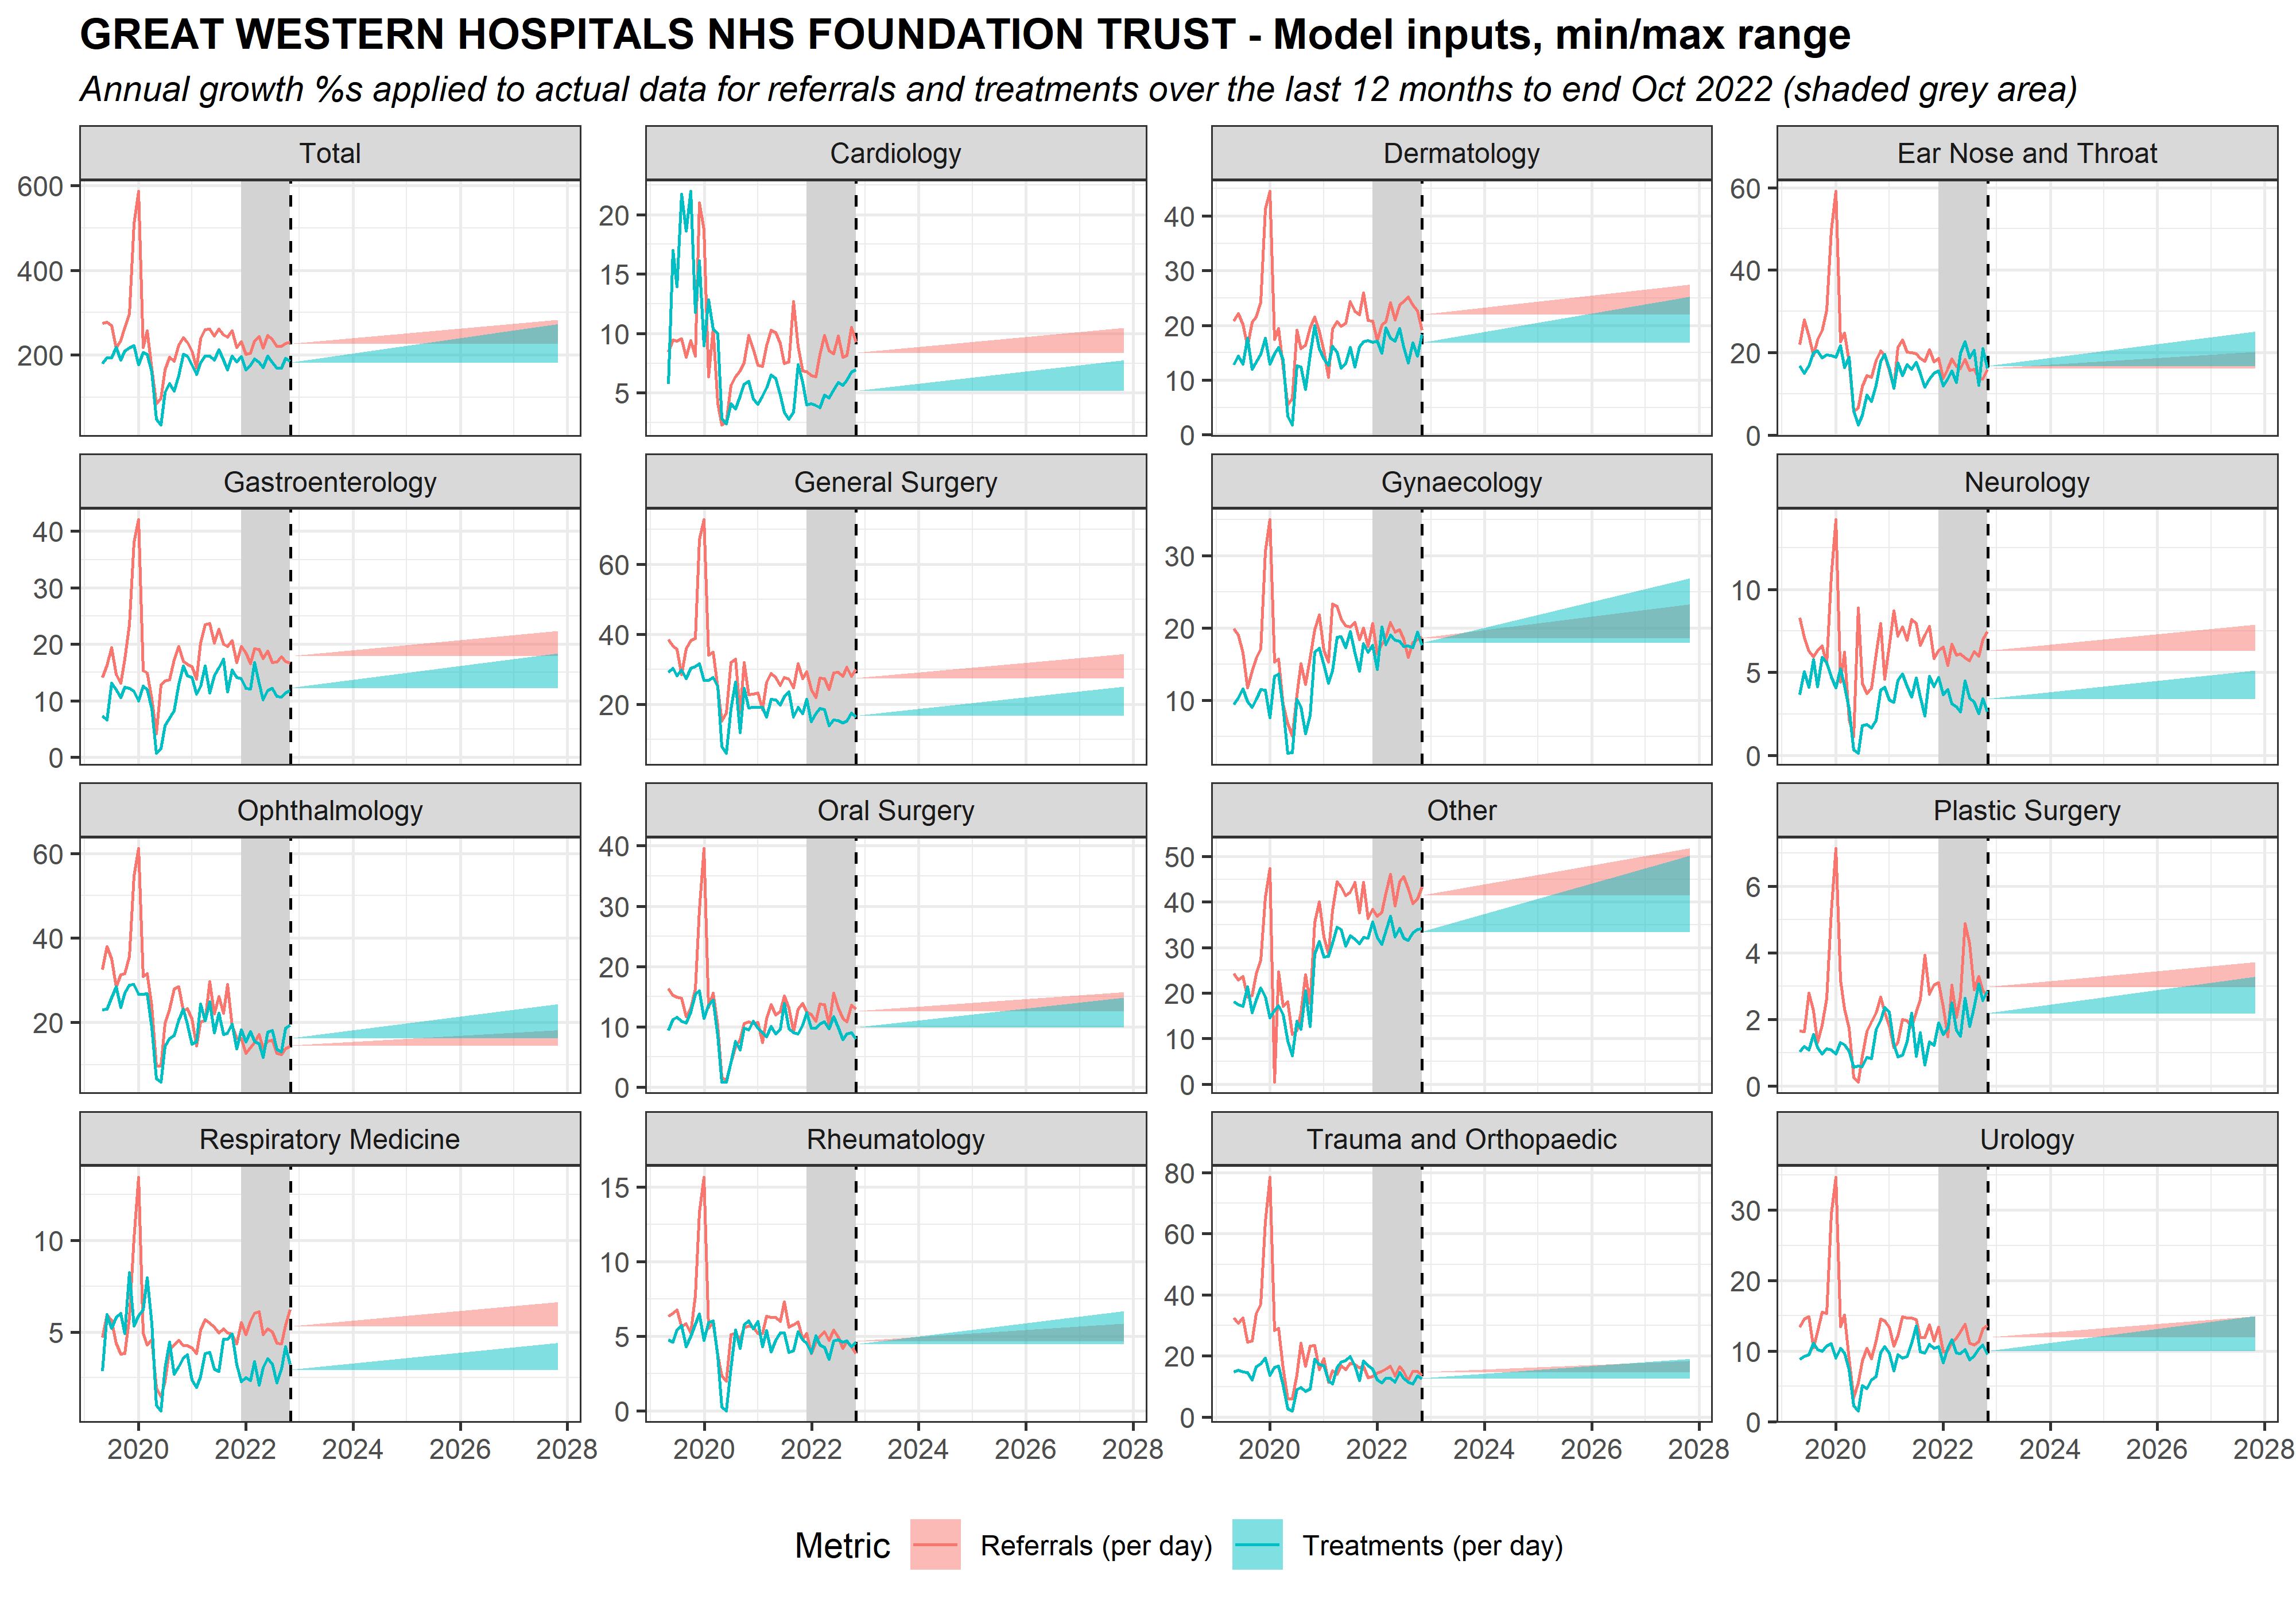 GREAT WESTERN HOSPITALS NHS FOUNDATION TRUST - Model inputs, min/max range
Annual growth %s applied to actual data for referrals and treatments over the last 12 months to end Oct 2022 (shaded grey area)
Total
Cardiology
Dermatology
Ear Nose and Throat
600
400
200
20
15
10
5
40
30
20
10
0
60
40
20
0
Gastroenterology
General Surgery
Gynaecology
Neurology
40
30
20
10
0
60
40
20
30
20
10
10
5
0
Ophthalmology
Oral Surgery
Other
Plastic Surgery
60
40
20
40
30
20
10
0
50
40
30
20
10
0
6
4
2
0
Respiratory Medicine
Rheumatology
Trauma and Orthopaedic
Urology
10
5
15
10
5
0
80
60
40
20
0
30
20
10
0
2020 2022 2024 2026 2028
2020 2022 2024 2026 2028
2020 2022 2024 2026 2028
2020 2022 2024 2026 2028
Metric
Referrals (per day)
Treatments (per day)